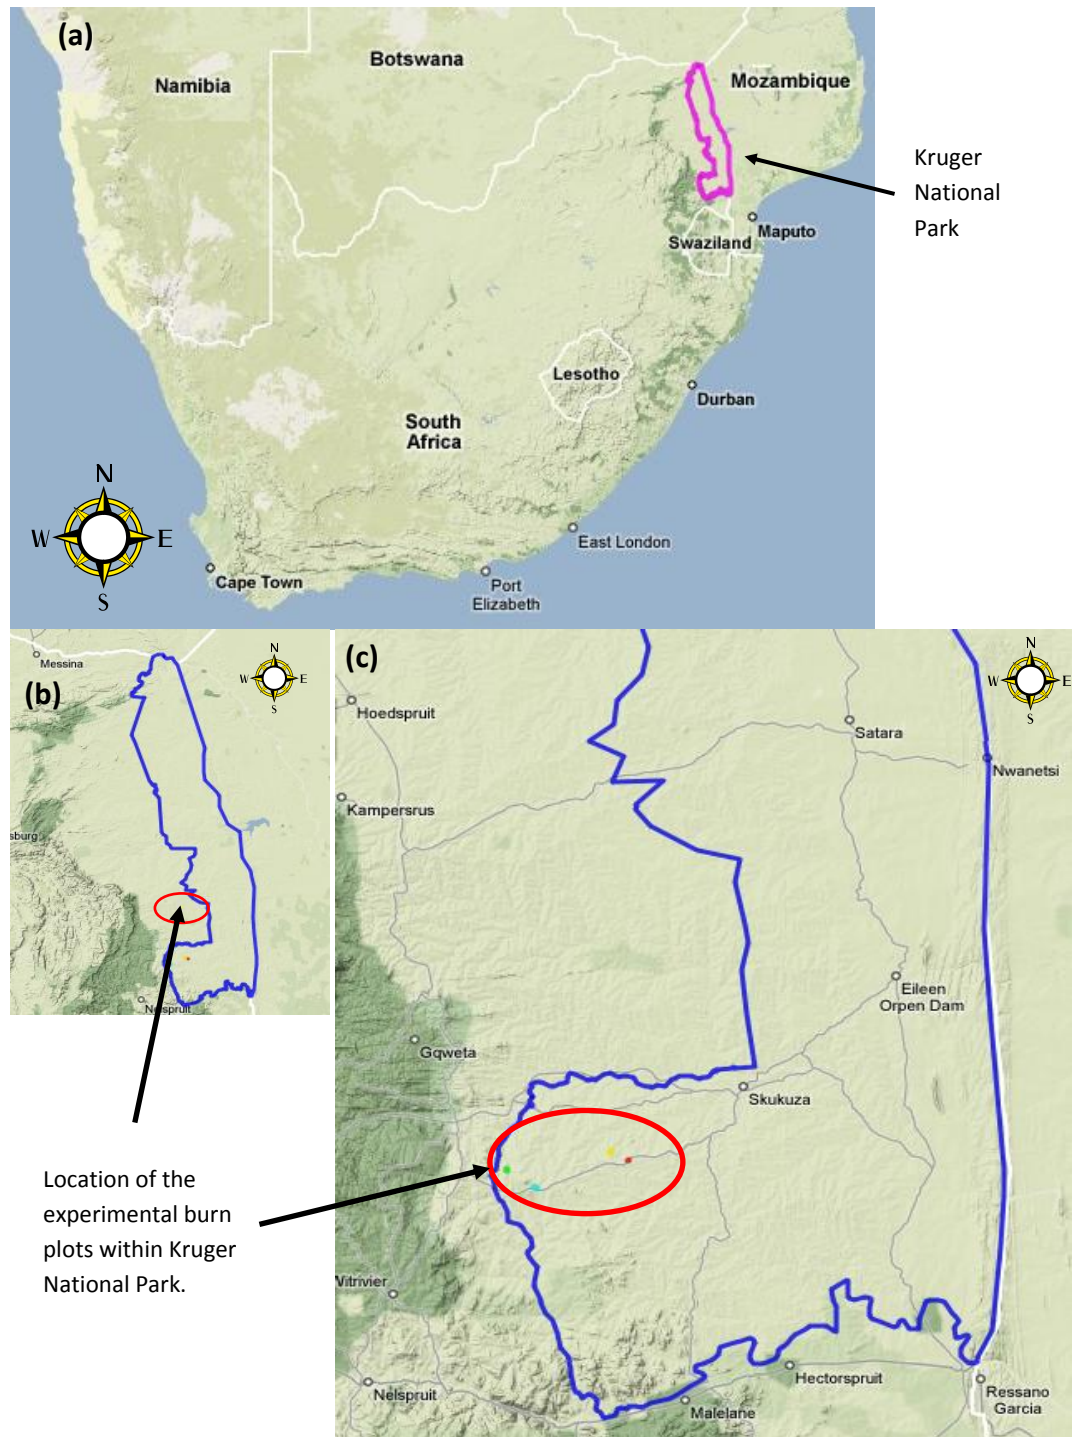 (a)
Namibia
Botswana
Mozambique
Kruger
National
Park
Swaziland
Maputo
Lesotho
Durban
South
Africa
N
W E
S
East London
Cape Town
Port
Elizabeth
(b)
Messina
N
W E
S
sburg
Nelspruit
(c)
N
W E
S
Hoedspruit
Satara
Nwanetsi
Kampersrus
Eileen
Orpen Dam
Gqweta
Skukuza
Location of the
experimental burn
plots within Kruger
National Park.
Witrivier
Hectorspruit
Nelspruit
Malelane
Ressano
Garcia